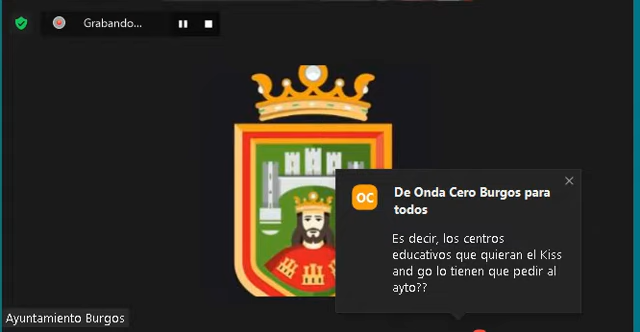 Grabando...
OC
De Onda Cero Burgos para
todos
Es decir, los centros
educativos que quieran el Kiss
and go lo tienen que pedir al
ayto??
Ayuntamiento Burgos